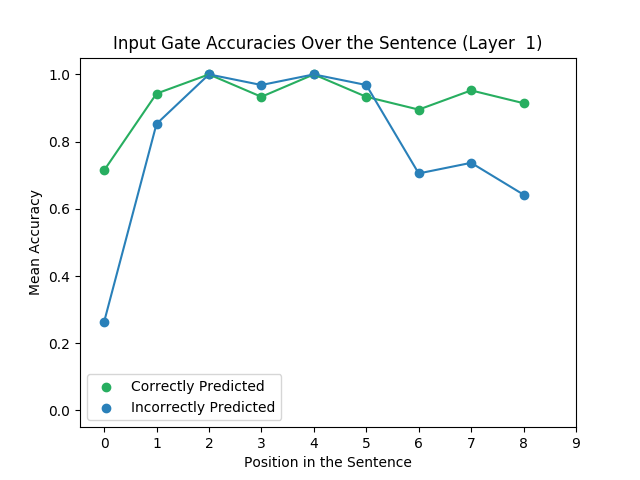 Input Gate Accuracies Over the Sentence (Layer  1)
1.0
0.8
0.6
0.4
0.2
0.0
Mean Accuracy
Correctly Predicted
Incorrectly Predicted
0 1 2 3 4 5 6 7 8 9
Position in the Sentence